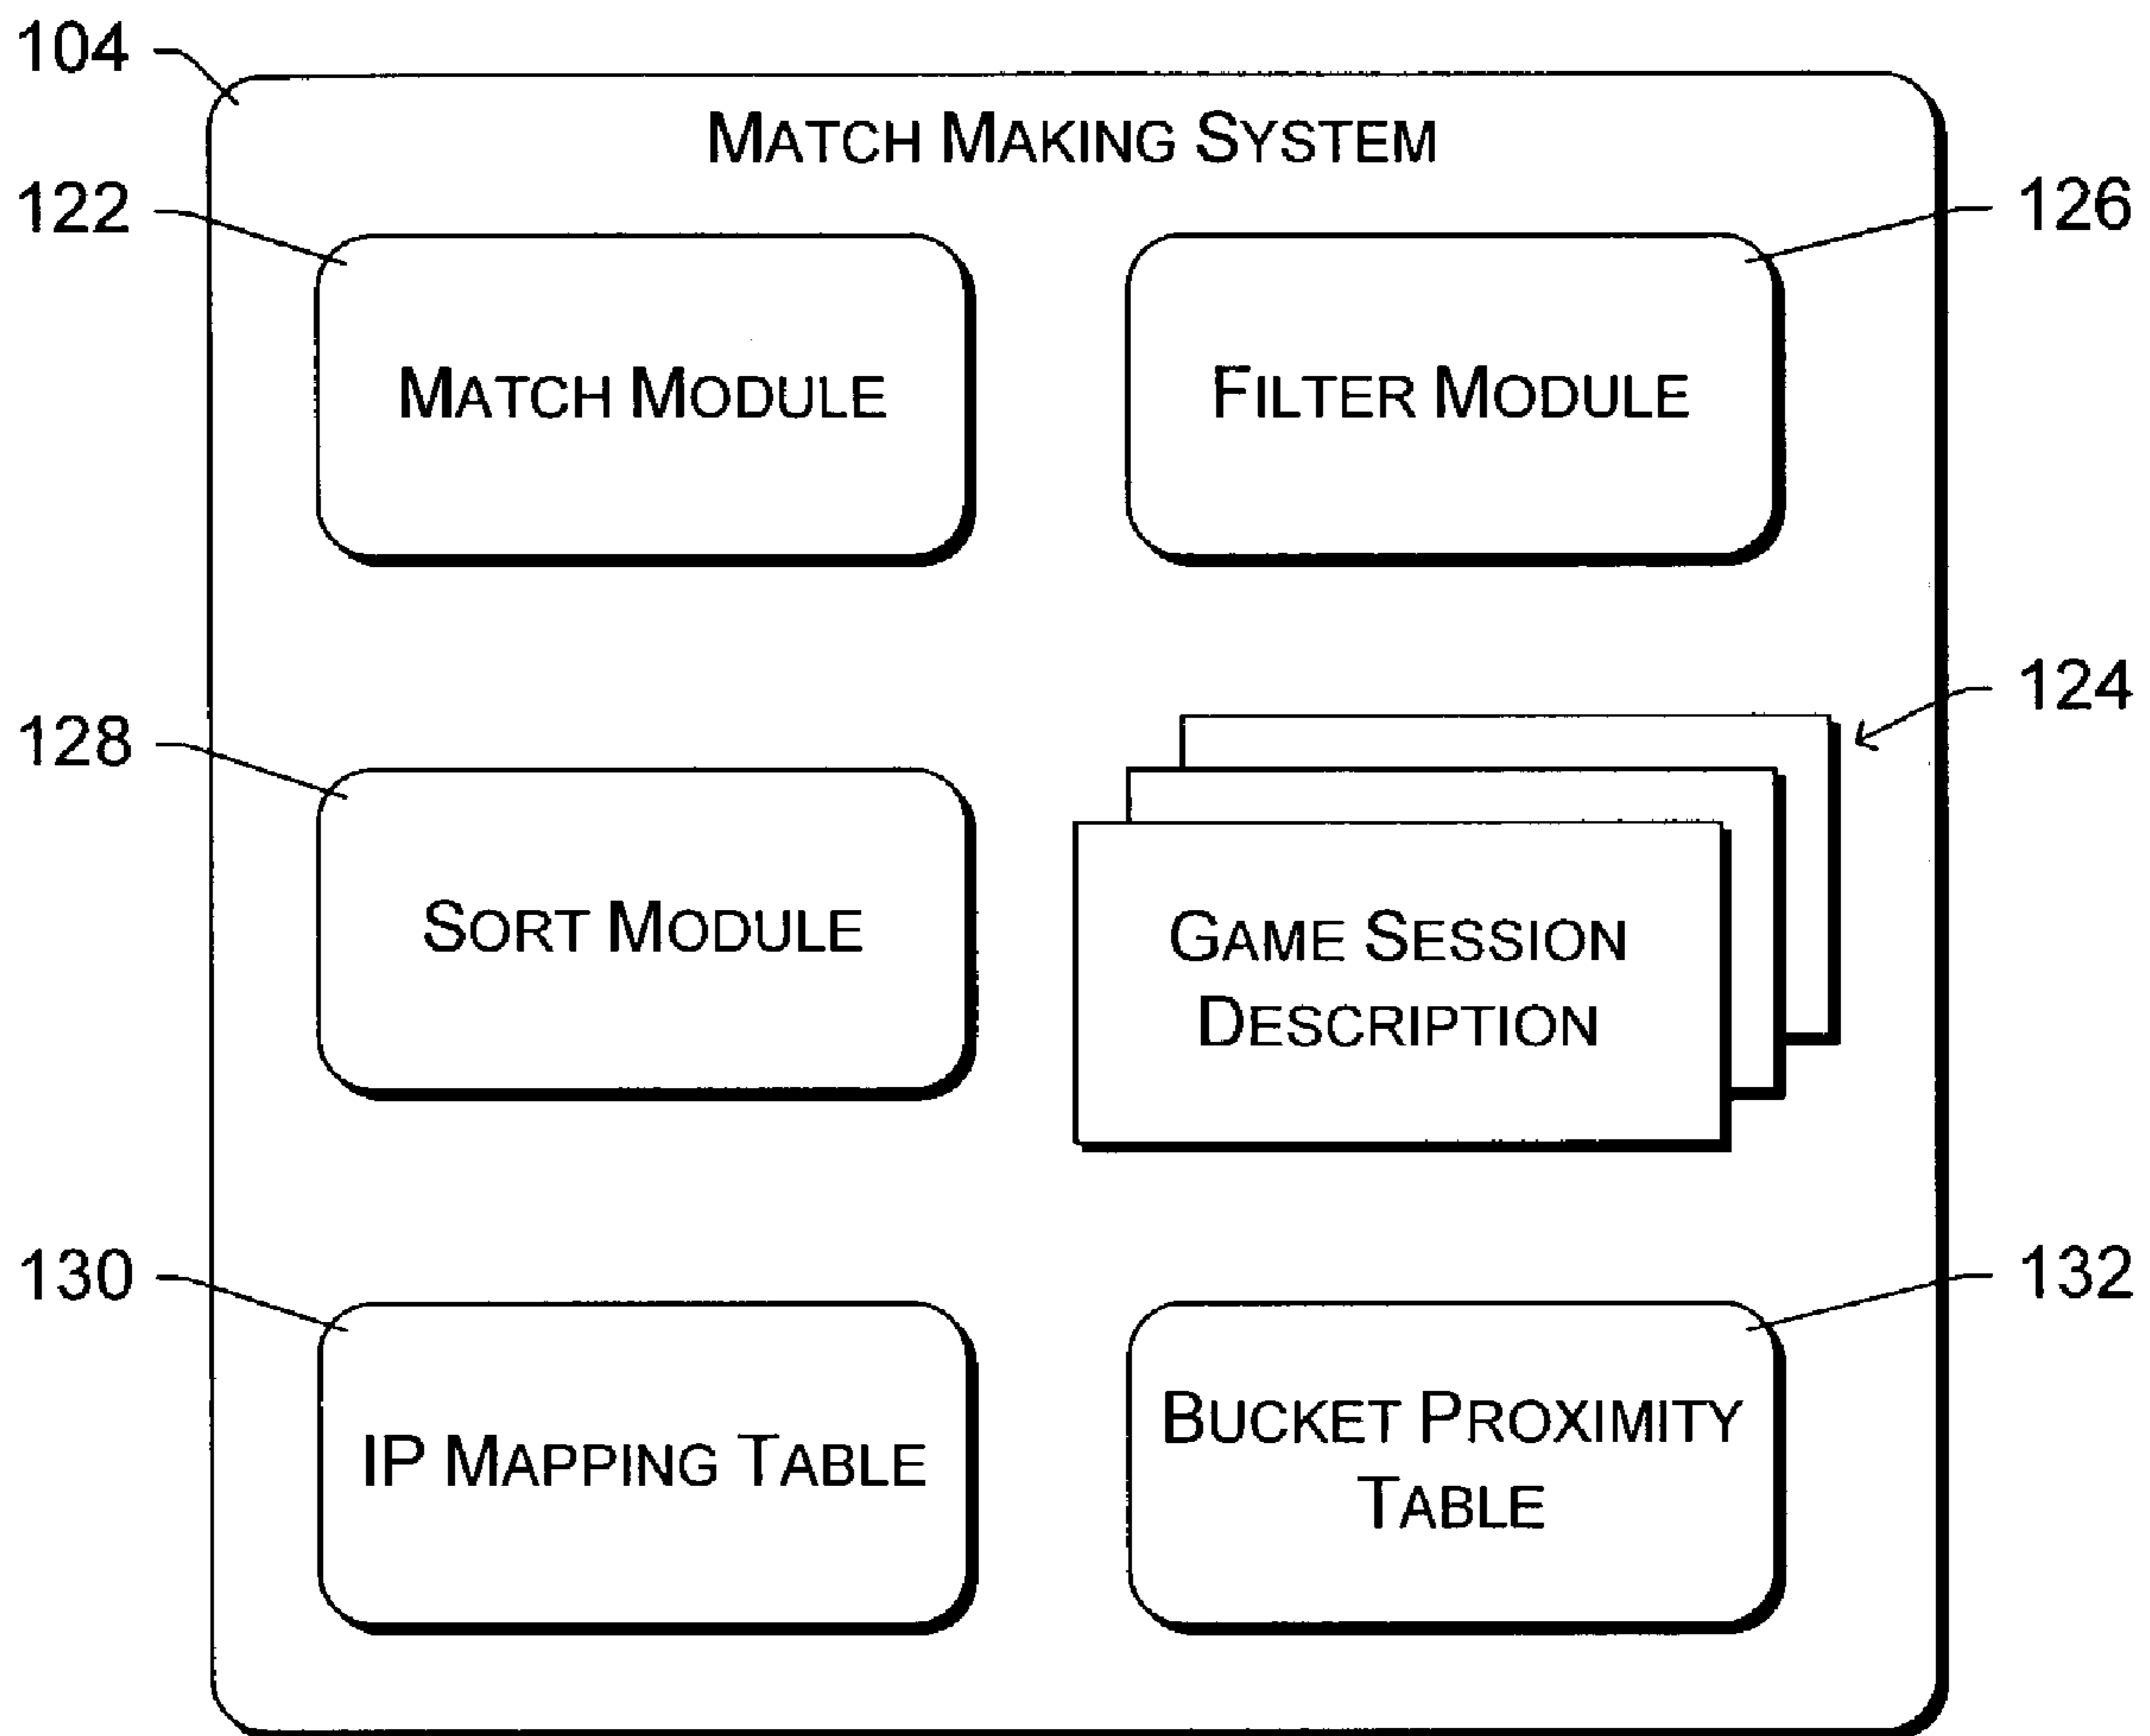 104
MATCH MAKING SYSTEM
122
126
MATCH MODULE
FILTER MODULE
124
128
SORT MODULE
GAME SESSION
DESCRIPTION
130
132
IP MAPPING TABLE
BUCKET PROXIMITY
TABLE